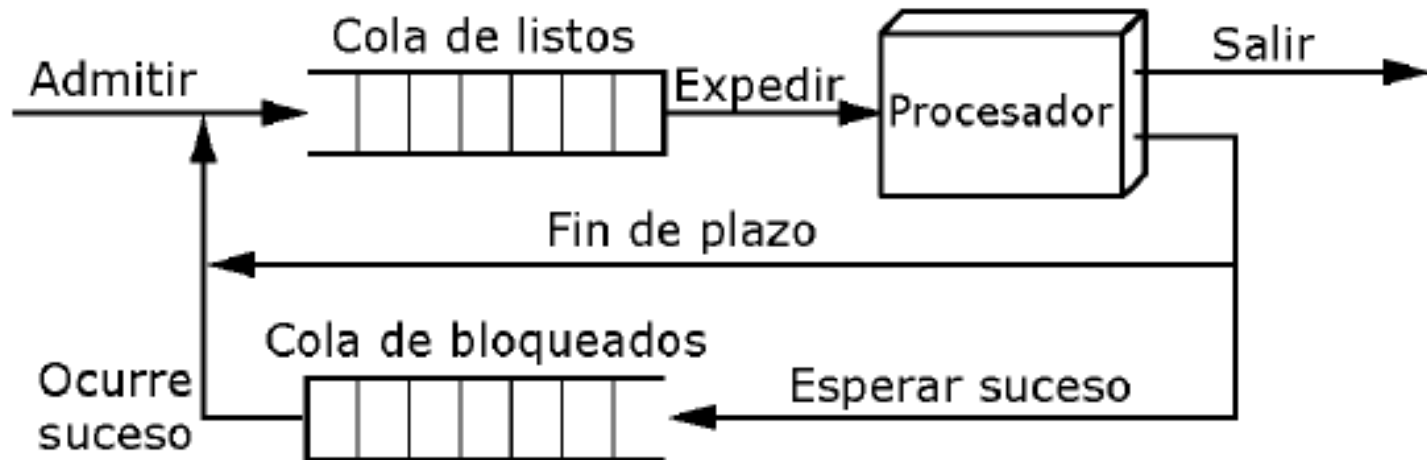 Cola de listos
Admitir
Expedir
Procesador
Salir
Fin de plazo
Cola de bloqueados
Ocurre
suceso
Esperar suceso